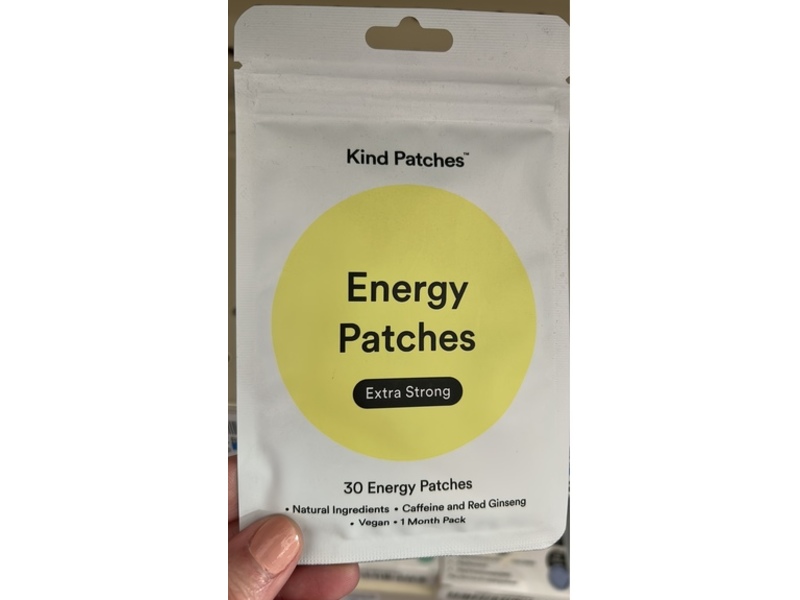 Kind Patches™
Energy
Patches
Extra Strong
30 Energy Patches
• Natural Ingredients • Caffeine and Red Ginseng
• Vegan • 1 Month Pack